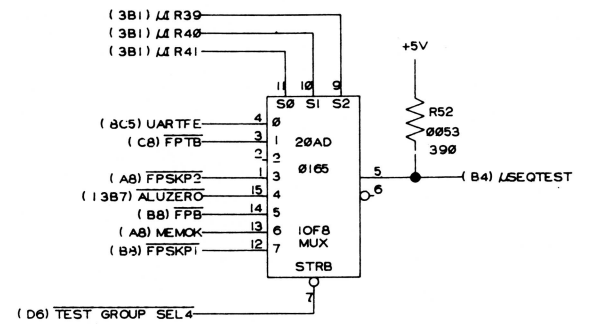 ( 3B1 ) µI R39
( 3B1 ) µI R40
( 3B1 ) µI R41
+5V
11 10 9
S0 S1 S2
R52
0053
390
( 8C5 ) UARTFE 4 0
( C8 ) FPTB 3 1
20AD
2 2
0165
( A8 ) FPSKP2 1 3
5 ( B4 ) µSEQTEST
( 13B7 ) ALUZERO 15 4
6
( B8 ) FPB 14 5
( A8 ) MEMOK 13 6
1OF8
MUX
( B8 ) FPSKP1 12 7
STRB
7
( D6 ) TEST GROUP SEL4